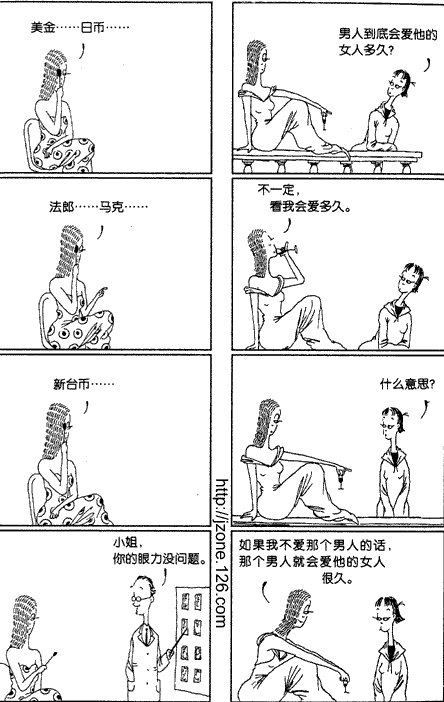 美金……日币……
法郎……马克……
新台币……
小姐，
你的眼力没问题。
男人到底会爱他的
女人多久？
不一定，
看我会爱多久。
什么意思？
如果我不爱那个男人的话，
那个男人就会爱他的女人
很久。
http://jzone.126.com